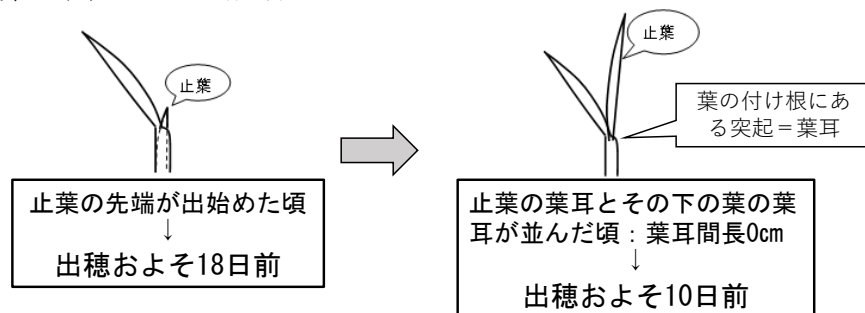 止葉
止葉の先端が出始めた頃
↓
出穂およそ18日前
止葉
葉の付け根にあ
る突起＝葉耳
止葉の葉耳とその下の葉の葉
耳が並んだ頃：葉耳間長0cm
↓
出穂およそ10日前